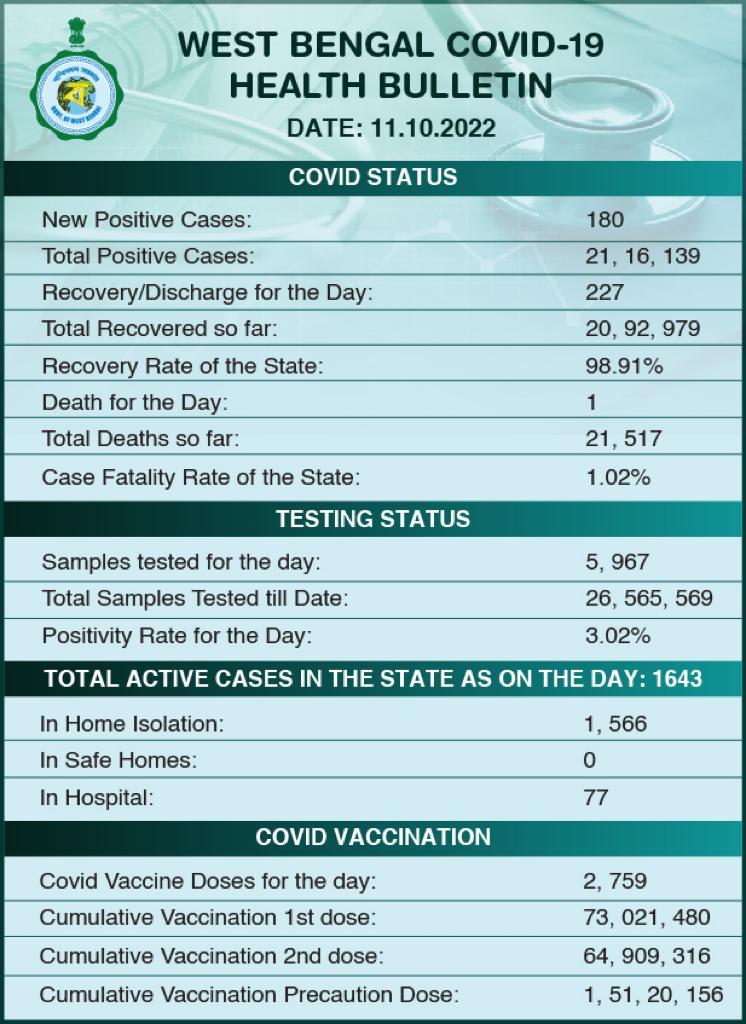 WEST BENGAL COVID-19
HEALTH BULLETIN
DATE: 11.10.2022
GOVT. OF WEST BENGAL
COVID STATUS
New Positive Cases: 180
Total Positive Cases: 21, 16, 139
Recovery/Discharge for the Day: 227
Total Recovered so far: 20, 92, 979
Recovery Rate of the State: 98.91%
Death for the Day: 1
Total Deaths so far: 21, 517
Case Fatality Rate of the State: 1.02%
TESTING STATUS
Samples tested for the day: 5, 967
Total Samples Tested till Date: 26, 565, 569
Positivity Rate for the Day: 3.02%
TOTAL ACTIVE CASES IN THE STATE AS ON THE DAY: 1643
In Home Isolation: 1, 566
In Safe Homes: 0
In Hospital: 77
COVID VACCINATION
Covid Vaccine Doses for the day: 2, 759
Cumulative Vaccination 1st dose: 73, 021, 480
Cumulative Vaccination 2nd dose: 64, 909, 316
Cumulative Vaccination Precaution Dose: 1, 51, 20, 156